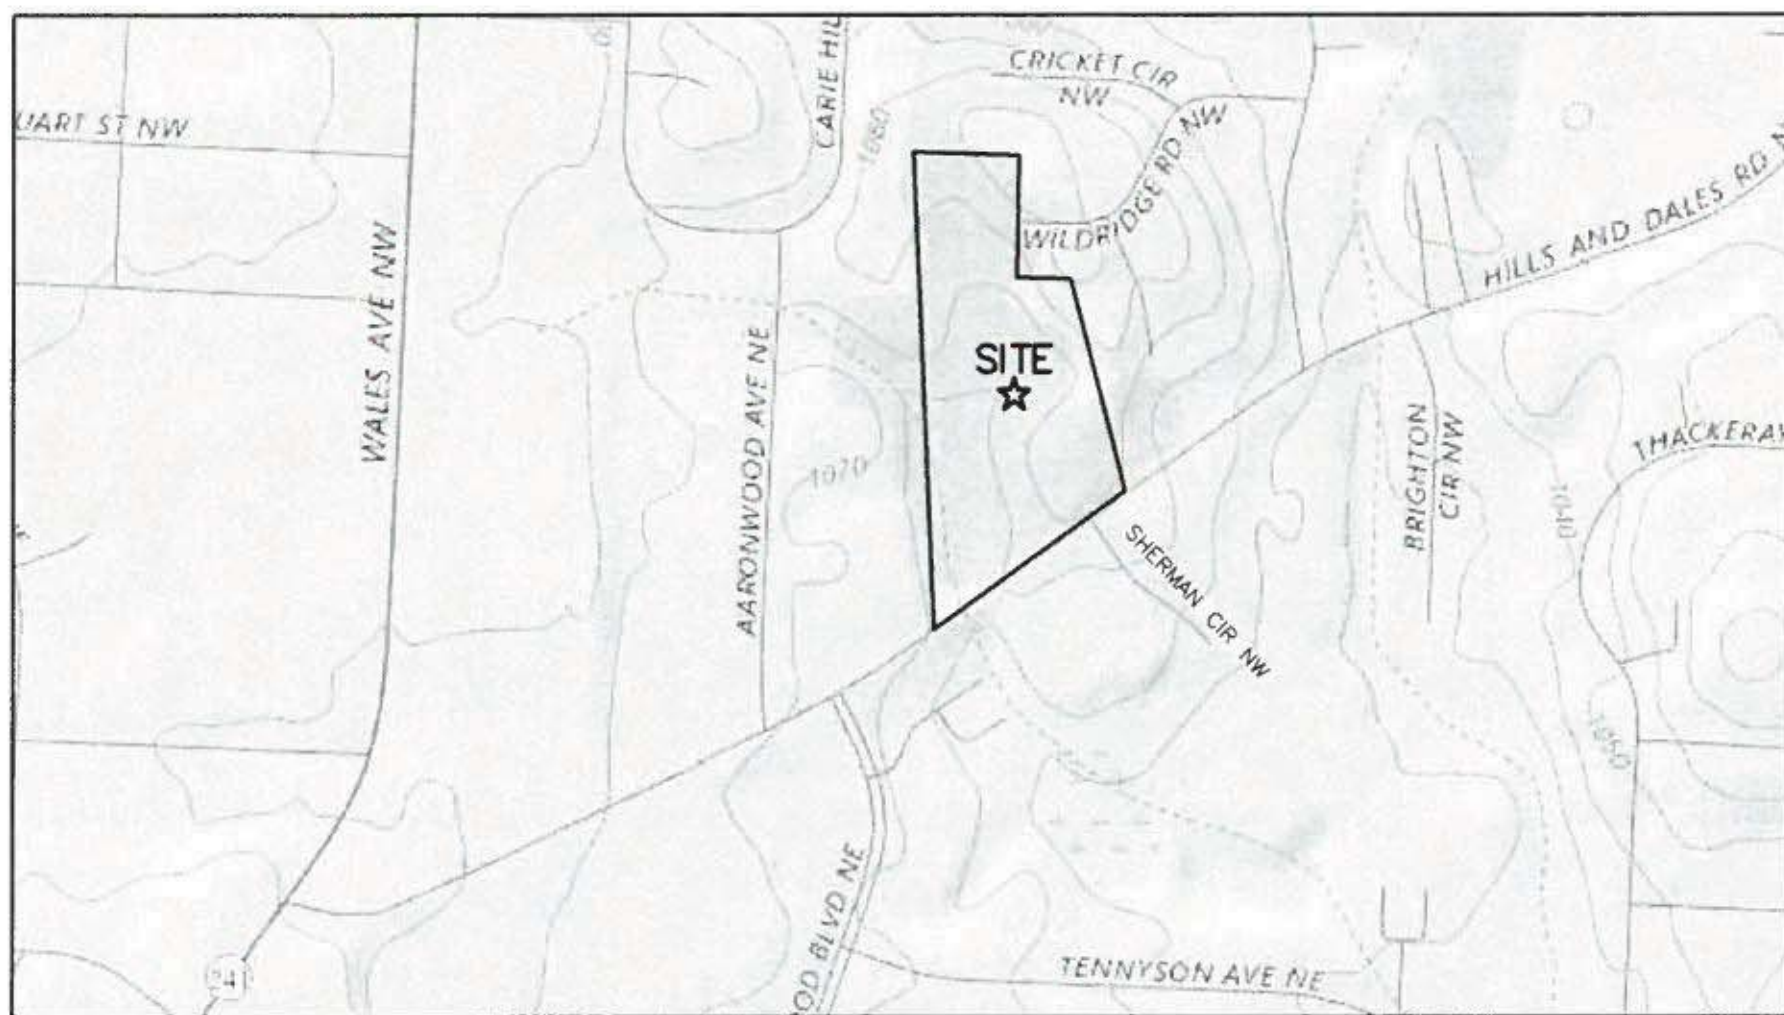 CARIE HIL
CRICKET CIR
NW
UART ST NW
1080
WILDRIDGE RD NW
HILLS AND DALES RD N
WALES AVE NW
SITE
AARONWOOD AVE NE
1070
BRIGHTON
CIR NW
THACKERAY
1040
SHERMAN CIR NW
1050
OOD BLVD NE
241
TENNYSON AVE NE